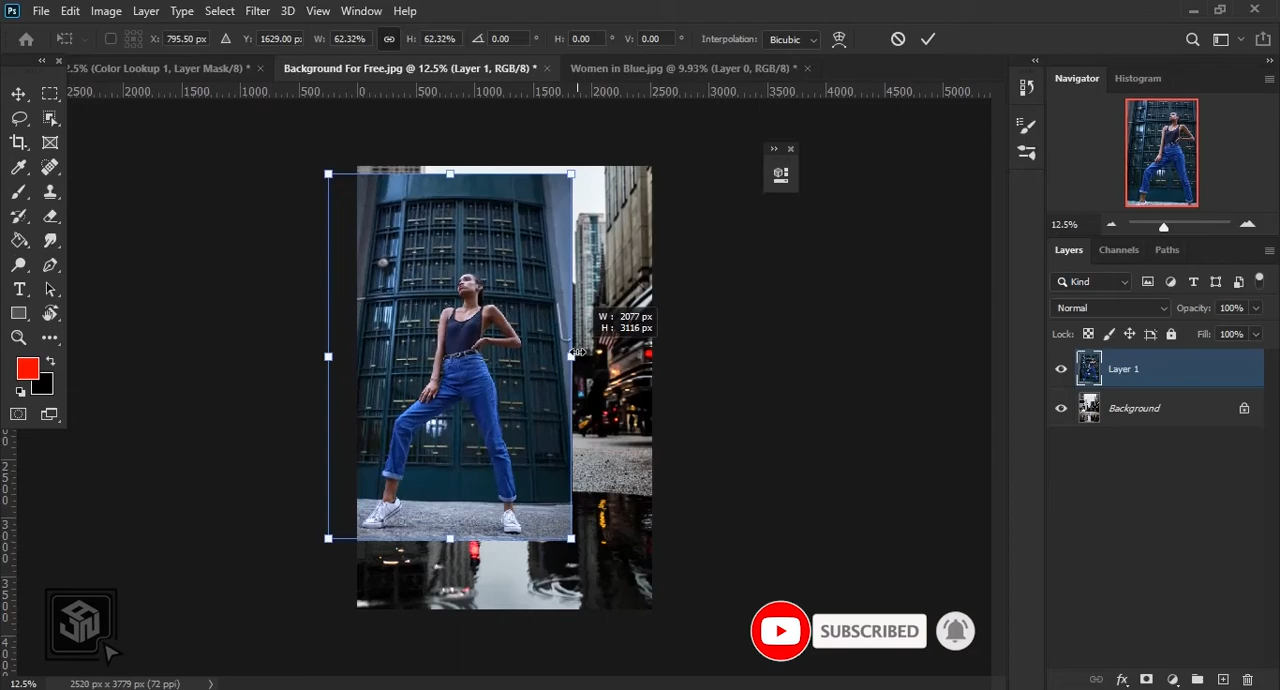 Ps File Edit Image Layer Type Select Filter 3D View Window Help
X: 795.50 px Y: 1629.00 px W: 62.32% H: 62.32% 0.00 ° H: 0.00 ° V: 0.00 ° Interpolation: Bicubic
.5% (Color Lookup 1, Layer Mask/8) * × Background For Free.jpg @ 12.5% (Layer 1, RGB/8) * × Women in Blue.jpg @ 9.93% (Layer 0, RGB/8) * ×
2500 2000 1500 1000 500 0 500 1000 1500 2000 2500 3000 3500 4000 4500 5000
Navigator Histogram
W: 2077 px
H: 3116 px
12.5%
Layers Channels Paths
Kind
Normal Opacity: 100%
Lock: Fill: 100%
Layer 1
Background
SUBSCRIBED
12.5% 2520 px x 3779 px (72 ppi)